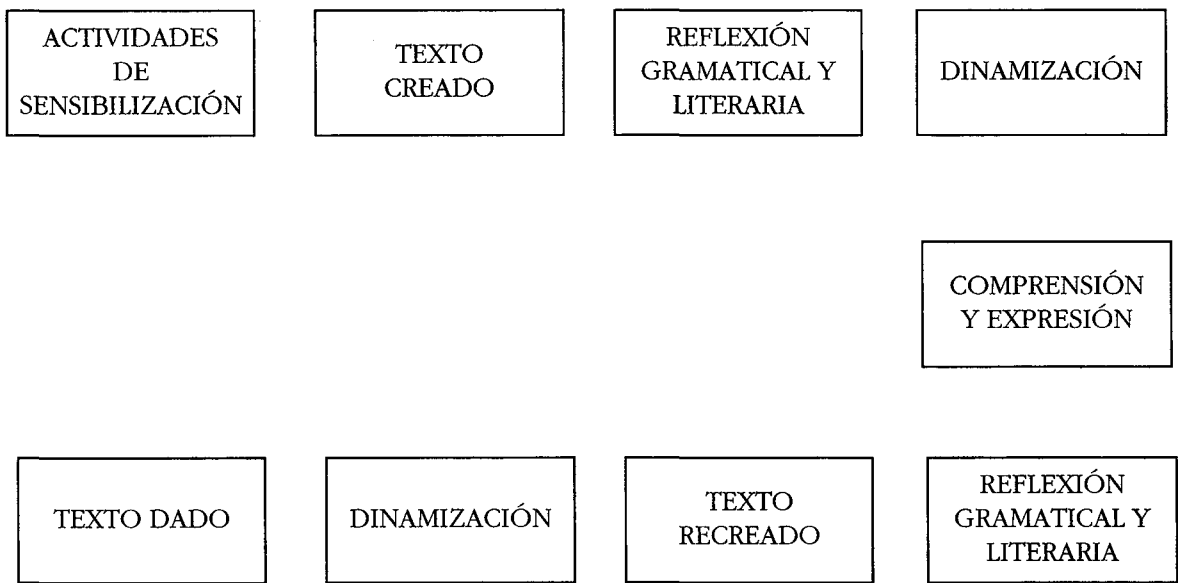 ACTIVIDADES
DE
SENSIBILIZACIÓN
TEXTO
CREADO
REFLEXIÓN
GRAMATICAL Y
LITERARIA
DINAMIZACIÓN
COMPRENSIÓN
Y EXPRESIÓN
TEXTO DADO
DINAMIZACIÓN
TEXTO
RECREADO
REFLEXIÓN
GRAMATICAL Y
LITERARIA